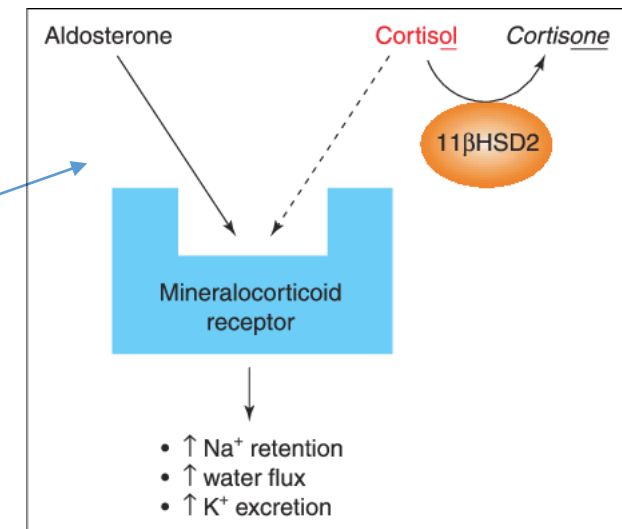 Aldosterone
Cortisol
Cortisone
11βHSD2
Mineralocorticoid
receptor
• ↑ Na⁺ retention
• ↑ water flux
• ↑ K⁺ excretion